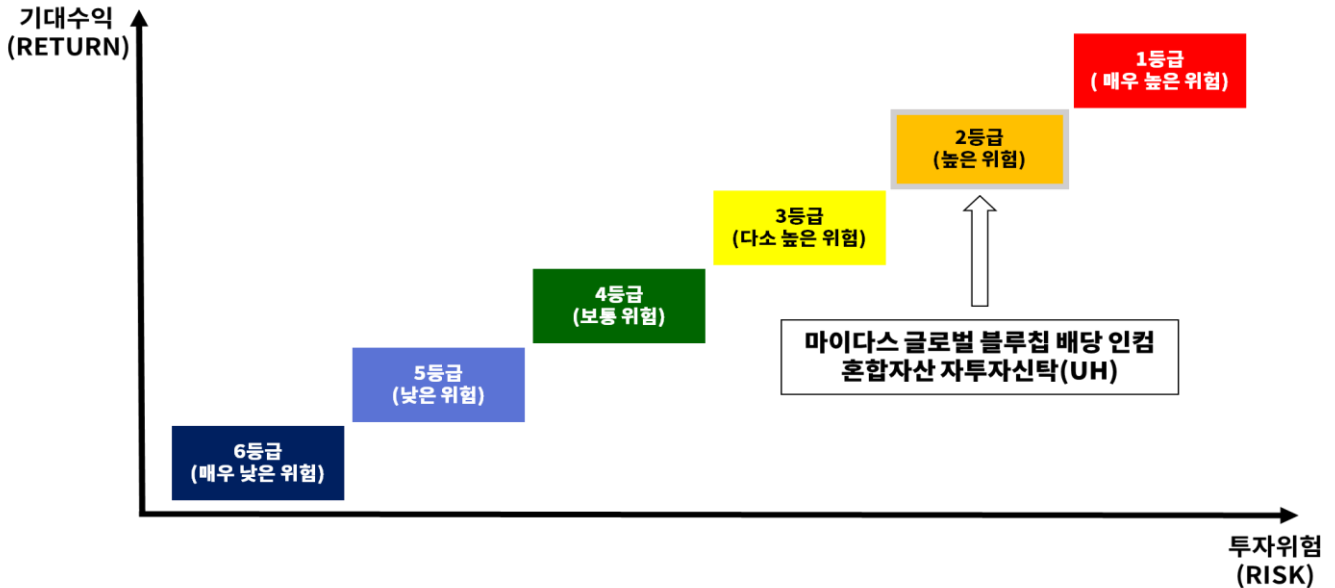 기대수익
(RETURN)
1등급
( 매우 높은 위험)
2등급
(높은 위험)
3등급
(다소 높은 위험)
4등급
(보통 위험)
마이다스 글로벌 블루칩 배당 인컴
혼합자산 자투자신탁(UH)
5등급
(낮은 위험)
6등급
(매우 낮은 위험)
투자위험
(RISK)